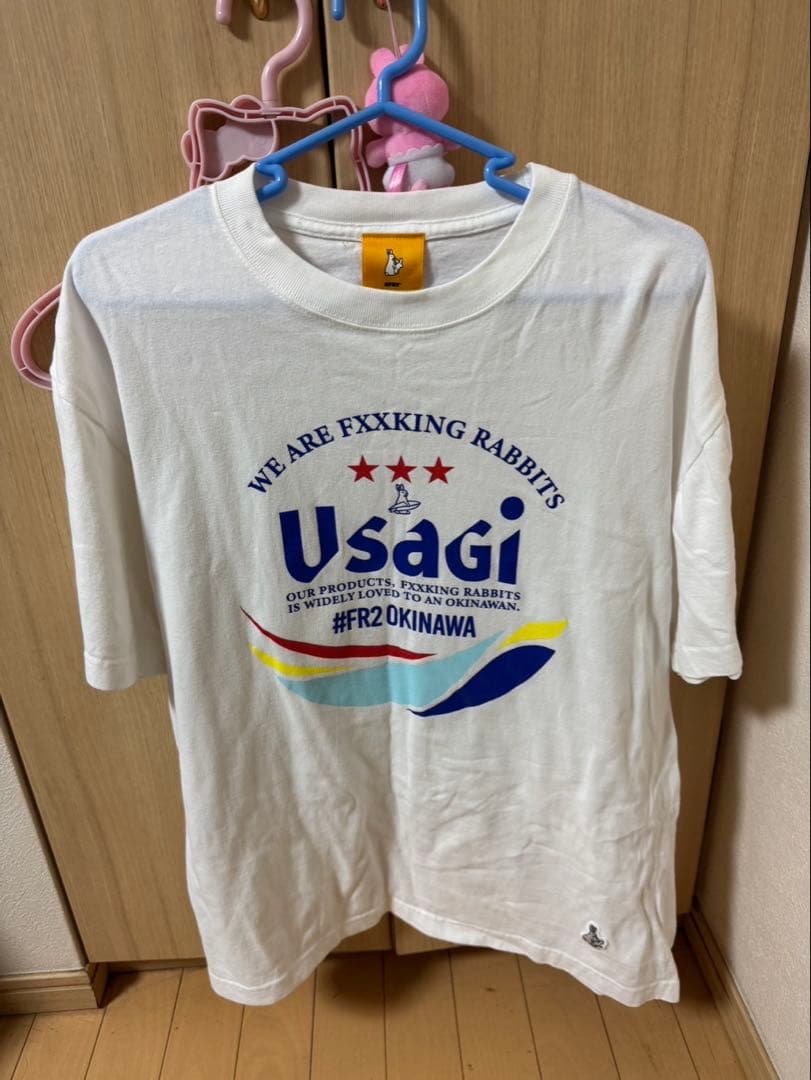 WE ARE FXXKING RABBITS
Usagi
OUR PRODUCTS, FXXKING RABBITS
IS WIDELY LOVED TO AN OKINAWAN.
#FR2 OKINAWA